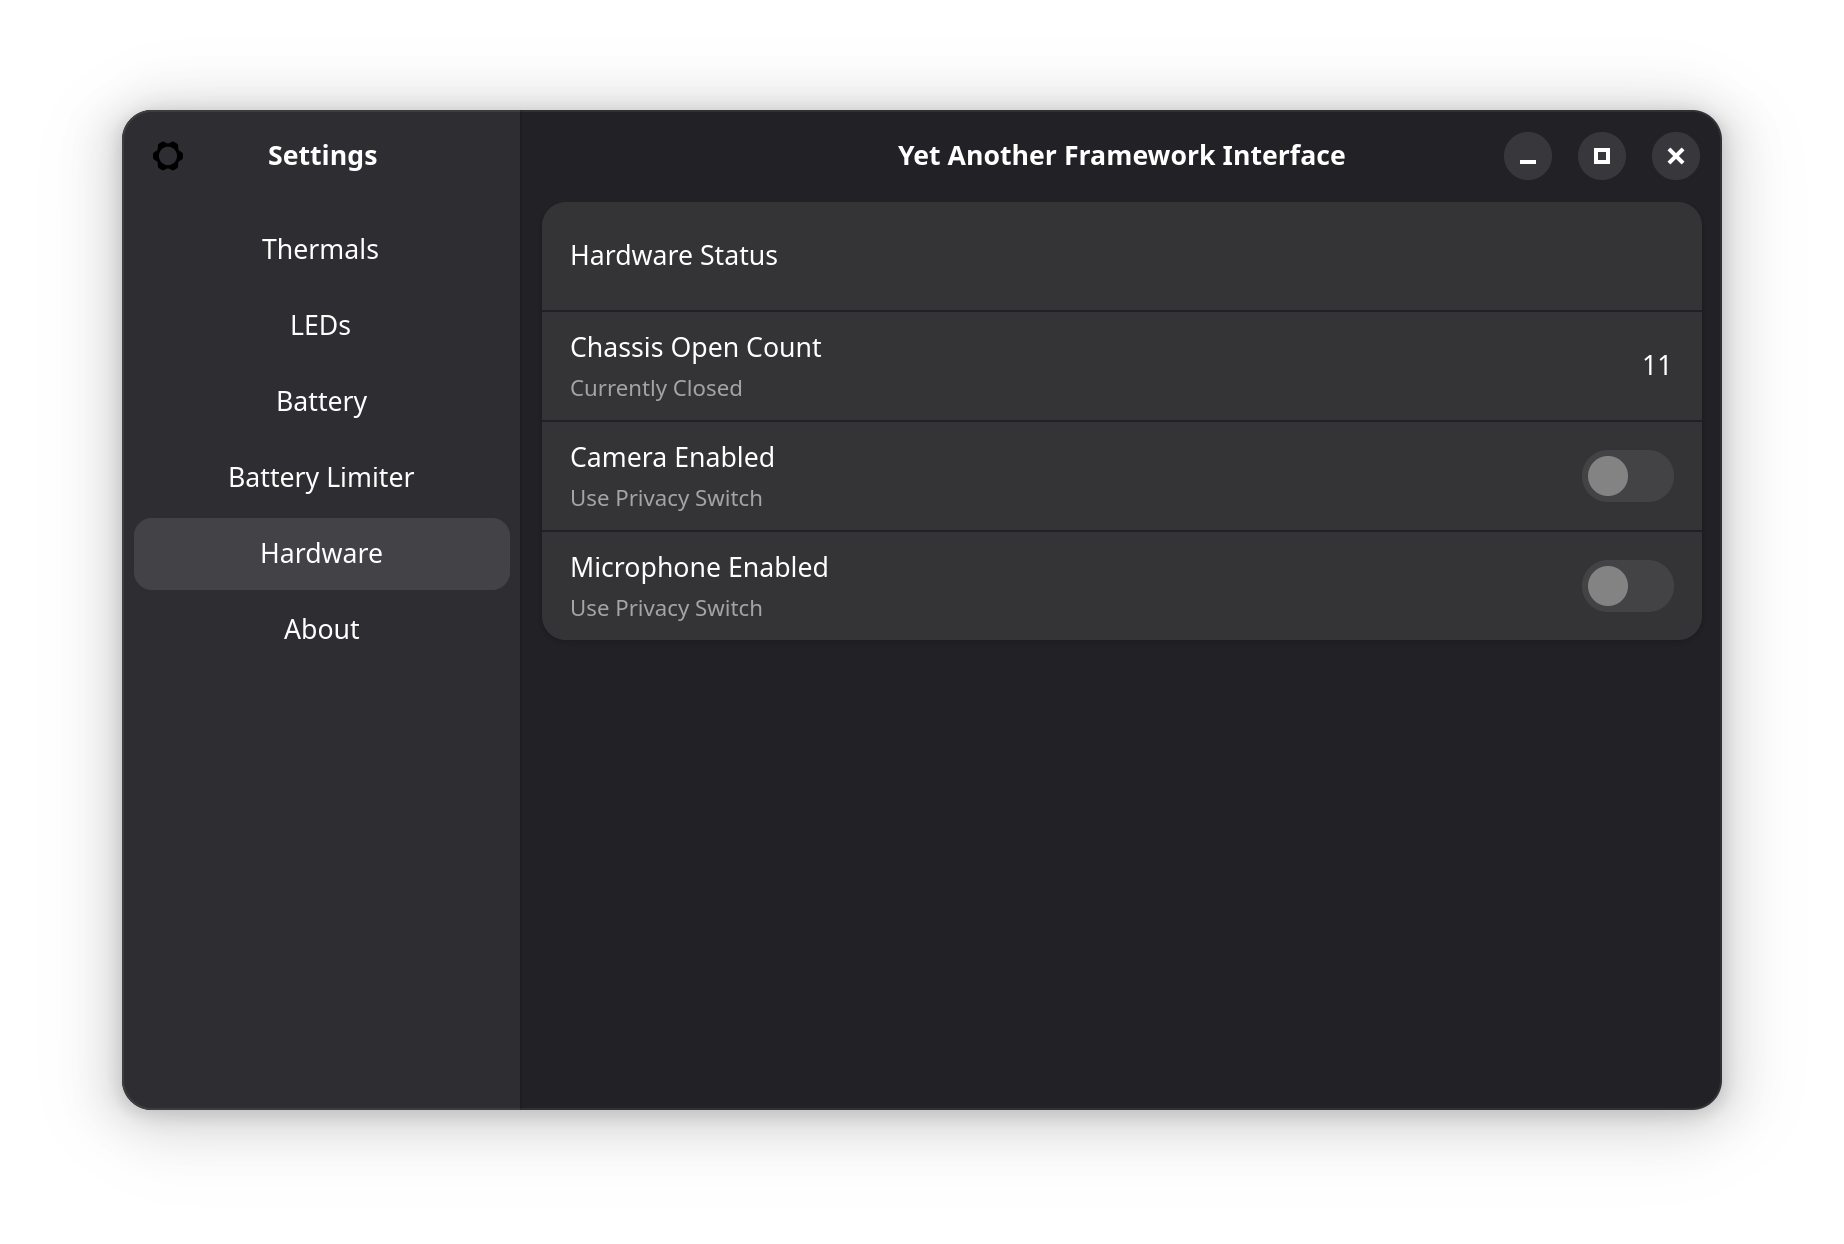 Settings
Yet Another Framework Interface
Thermals
LEDs
Battery
Battery Limiter
Hardware
About
Hardware Status
Chassis Open Count
Currently Closed
11
Camera Enabled
Use Privacy Switch
Microphone Enabled
Use Privacy Switch